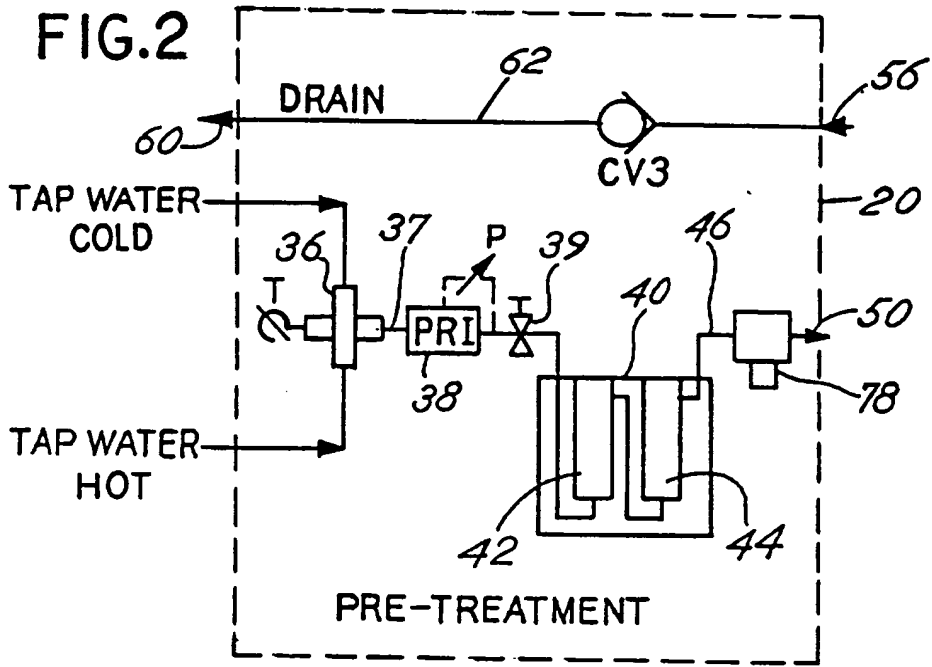 FIG.2
62
56
DRAIN
60
CV3
TAP WATER
COLD
20
36
37
P
39
46
T
40
50
PRI
38
78
TAP WATER
HOT
42
44
PRE-TREATMENT